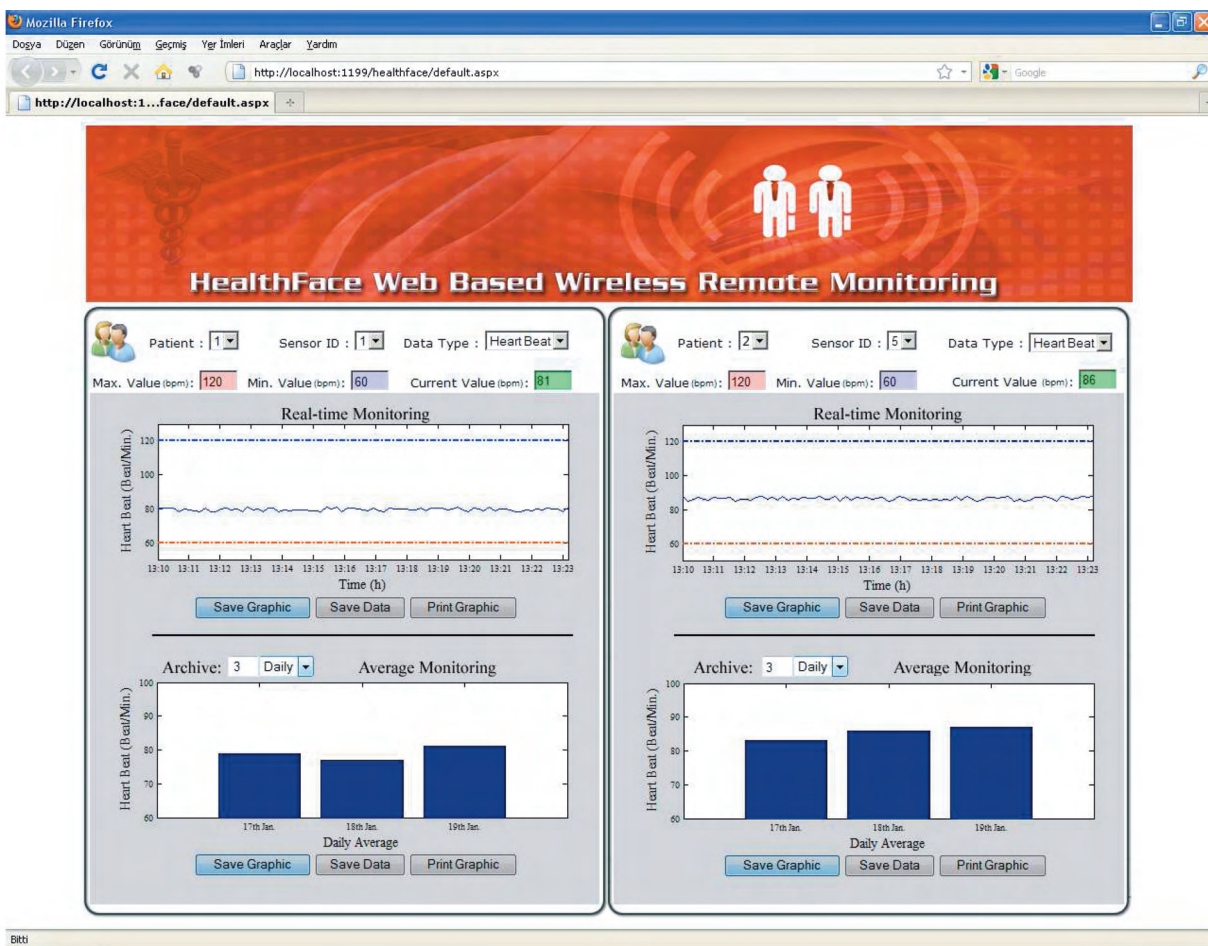 Mozilla Firefox
Dosya Düzen Görünüm Geçmiş Yer İmleri Araçlar Yardım
http://localhost:1199/healthface/default.aspx
Google
http://localhost:1...face/default.aspx
HealthFace Web Based Wireless Remote Monitoring
Patient : 1 Sensor ID : 1 Data Type : Heart Beat
Max. Value (bpm): 120 Min. Value (bpm): 60 Current Value (bpm): 81
Real-time Monitoring
Heart Beat (Beat/Min.)
120
100
80
60
13:10 13:11 13:12 13:13 13:14 13:15 13:16 13:17 13:18 13:19 13:20 13:21 13:22 13:23
Time (h)
Save Graphic Save Data Print Graphic
Archive: 3 Daily Average Monitoring
Heart Beat (Beat/Min.)
100
90
80
70
60
17th Jan. 18th Jan. 19th Jan.
Daily Average
Save Graphic Save Data Print Graphic
Patient : 2 Sensor ID : 5 Data Type : Heart Beat
Max. Value (bpm): 120 Min. Value (bpm): 60 Current Value (bpm): 86
Real-time Monitoring
Heart Beat (Beat/Min.)
120
100
80
60
13:10 13:11 13:12 13:13 13:14 13:15 13:16 13:17 13:18 13:19 13:20 13:21 13:22 13:23
Time (h)
Save Graphic Save Data Print Graphic
Archive: 3 Daily Average Monitoring
Heart Beat (Beat/Min.)
100
90
80
70
60
17th Jan. 18th Jan. 19th Jan.
Daily Average
Save Graphic Save Data Print Graphic
Bitti